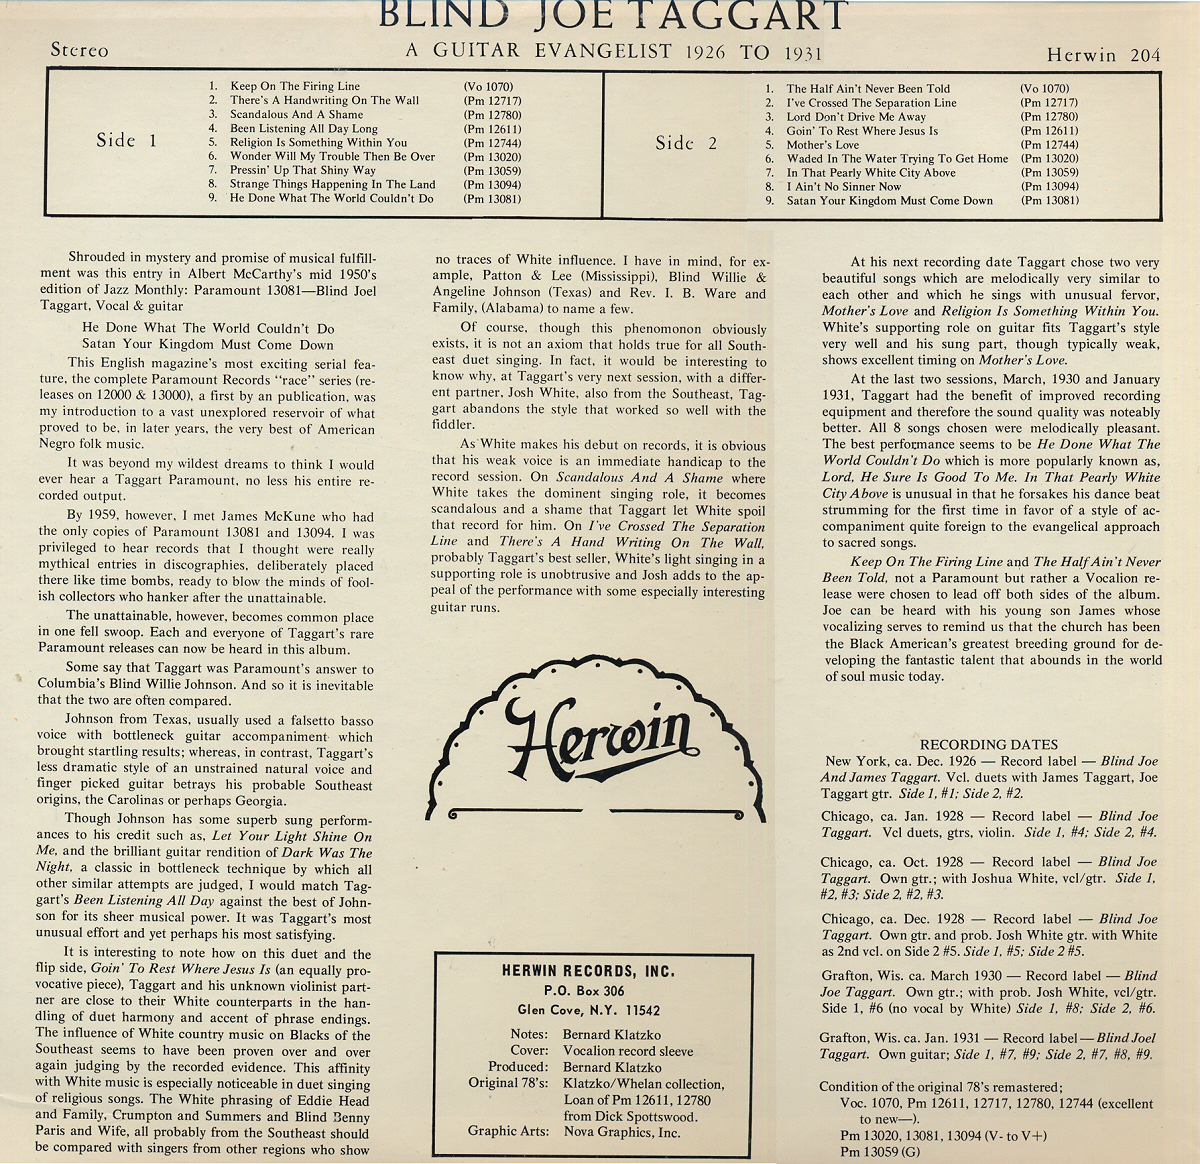 BLIND JOE TAGGART
Stereo
A GUITAR EVANGELIST 1926 TO 1931
Herwin 204
Side 1
1. Keep On The Firing Line (Vo 1070)
2. There's A Handwriting On The Wall (Pm 12717)
3. Scandalous And A Shame (Pm 12780)
4. Been Listening All Day Long (Pm 12611)
5. Religion Is Something Within You (Pm 12744)
6. Wonder Will My Trouble Then Be Over (Pm 13020)
7. Pressin' Up That Shiny Way (Pm 13059)
8. Strange Things Happening In The Land (Pm 13094)
9. He Done What The World Couldn't Do (Pm 13081)
Side 2
1. The Half Ain't Never Been Told (Vo 1070)
2. I've Crossed The Separation Line (Pm 12717)
3. Lord Don't Drive Me Away (Pm 12780)
4. Goin' To Rest Where Jesus Is (Pm 12611)
5. Mother's Love (Pm 12744)
6. Waded In The Water Trying To Get Home (Pm 13020)
7. In That Pearly White City Above (Pm 13059)
8. I Ain't No Sinner Now (Pm 13094)
9. Satan Your Kingdom Must Come Down (Pm 13081)
Shrouded in mystery and promise of musical fulfill-
ment was this entry in Albert McCarthy's mid 1950's
edition of Jazz Monthly: Paramount 13081—Blind Joel
Taggart, Vocal & guitar
He Done What The World Couldn't Do
Satan Your Kingdom Must Come Down
This English magazine's most exciting serial fea-
ture, the complete Paramount Records "race" series (re-
leases on 12000 & 13000), a first by an publication, was
my introduction to a vast unexplored reservoir of what
proved to be, in later years, the very best of American
Negro folk music.
It was beyond my wildest dreams to think I would
ever hear a Taggart Paramount, no less his entire re-
corded output.
By 1959, however, I met James McKune who had
the only copies of Paramount 13081 and 13094. I was
privileged to hear records that I thought were really
mythical entries in discographies, deliberately placed
there like time bombs, ready to blow the minds of fool-
ish collectors who hanker after the unattainable.
The unattainable, however, becomes common place
in one fell swoop. Each and everyone of Taggart's rare
Paramount releases can now be heard in this album.
Some say that Taggart was Paramount's answer to
Columbia's Blind Willie Johnson. And so it is inevitable
that the two are often compared.
Johnson from Texas, usually used a falsetto basso
voice with bottleneck guitar accompaniment which
brought startling results; whereas, in contrast, Taggart's
less dramatic style of an unstrained natural voice and
finger picked guitar betrays his probable Southeast
origins, the Carolinas or perhaps Georgia.
Though Johnson has some superb sung perform-
ances to his credit such as, Let Your Light Shine On
Me, and the brilliant guitar rendition of Dark Was The
Night, a classic in bottleneck technique by which all
other similar attempts are judged, I would match Tag-
gart's Been Listening All Day against the best of John-
son for its sheer musical power. It was Taggart's most
unusual effort and yet perhaps his most satisfying.
It is interesting to note how on this duet and the
flip side, Goin' To Rest Where Jesus Is (an equally pro-
vocative piece), Taggart and his unknown violinist part-
ner are close to their White counterparts in the han-
dling of duet harmony and accent of phrase endings.
The influence of White country music on Blacks of the
Southeast seems to have been proven over and over
again judging by the recorded evidence. This affinity
with White music is especially noticeable in duet singing
of religious songs. The White phrasing of Eddie Head
and Family, Crumpton and Summers and Blind Benny
Paris and Wife, all probably from the Southeast should
be compared with singers from other regions who show
no traces of White influence. I have in mind, for ex-
ample, Patton & Lee (Mississippi), Blind Willie &
Angeline Johnson (Texas) and Rev. I. B. Ware and
Family, (Alabama) to name a few.
Of course, though this phenomonon obviously
exists, it is not an axiom that holds true for all South-
east duet singing. In fact, it would be interesting to
know why, at Taggart's very next session, with a differ-
ent partner, Josh White, also from the Southeast, Tag-
gart abandons the style that worked so well with the
fiddler.
As White makes his debut on records, it is obvious
that his weak voice is an immediate handicap to the
record session. On Scandalous And A Shame where
White takes the dominent singing role, it becomes
scandalous and a shame that Taggart let White spoil
that record for him. On I've Crossed The Separation
Line and There's A Hand Writing On The Wall,
probably Taggart's best seller, White's light singing in a
supporting role is unobtrusive and Josh adds to the ap-
peal of the performance with some especially interesting
guitar runs.
Herwin
HERWIN RECORDS, INC.
P.O. Box 306
Glen Cove, N.Y. 11542
Notes: Bernard Klatzko
Cover: Vocalion record sleeve
Produced: Bernard Klatzko
Original 78's: Klatzko/Whelan collection,
Loan of Pm 12611, 12780
from Dick Spottswood.
Graphic Arts: Nova Graphics, Inc.
At his next recording date Taggart chose two very
beautiful songs which are melodically very similar to
each other and which he sings with unusual fervor,
Mother's Love and Religion Is Something Within You.
White's supporting role on guitar fits Taggart's style
very well and his sung part, though typically weak,
shows excellent timing on Mother's Love.
At the last two sessions, March, 1930 and January
1931, Taggart had the benefit of improved recording
equipment and therefore the sound quality was noteably
better. All 8 songs chosen were melodically pleasant.
The best performance seems to be He Done What The
World Couldn't Do which is more popularly known as,
Lord, He Sure Is Good To Me. In That Pearly White
City Above is unusual in that he forsakes his dance beat
strumming for the first time in favor of a style of ac-
companiment quite foreign to the evangelical approach
to sacred songs.
Keep On The Firing Line and The Half Ain't Never
Been Told, not a Paramount but rather a Vocalion re-
lease were chosen to lead off both sides of the album.
Joe can be heard with his young son James whose
vocalizing serves to remind us that the church has been
the Black American's greatest breeding ground for de-
veloping the fantastic talent that abounds in the world
of soul music today.
RECORDING DATES
New York, ca. Dec. 1926 — Record label — Blind Joe
And James Taggart. Vcl. duets with James Taggart, Joe
Taggart gtr. Side 1, #1; Side 2, #2.
Chicago, ca. Jan. 1928 — Record label — Blind Joe
Taggart. Vcl duets, gtrs, violin. Side 1, #4; Side 2, #4.
Chicago, ca. Oct. 1928 — Record label — Blind Joe
Taggart. Own gtr.; with Joshua White, vcl/gtr. Side 1,
#2, #3; Side 2, #2, #3.
Chicago, ca. Dec. 1928 — Record label — Blind Joe
Taggart. Own gtr. and prob. Josh White gtr. with White
as 2nd vcl. on Side 2 #5. Side 1, #5; Side 2 #5.
Grafton, Wis. ca. March 1930 — Record label — Blind
Joe Taggart. Own gtr.; with prob. Josh White, vcl/gtr.
Side 1, #6 (no vocal by White) Side 1, #8; Side 2, #6.
Grafton, Wis. ca. Jan. 1931 — Record label — Blind Joel
Taggart. Own guitar; Side 1, #7, #9; Side 2, #7, #8, #9.
Condition of the original 78's remastered;
Voc. 1070, Pm 12611, 12717, 12780, 12744 (excellent
to new—).
Pm 13020, 13081, 13094 (V- to V+)
Pm 13059 (G)